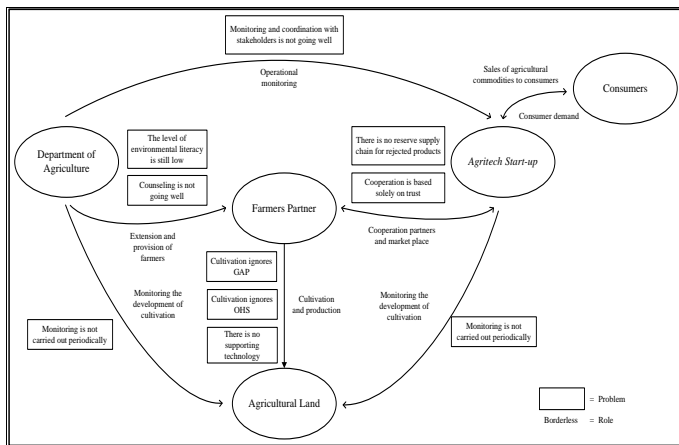 Monitoring and coordination with
stakeholders is not going well
Operational
monitoring
Sales of agricultural
commodities to consumers
Consumers
Consumer demand
The level of
environmental literacy
is still low
There is no reserve supply
chain for rejected products
Department of
Agriculture
Agritech Start-up
Counseling is not
going well
Cooperation is based
solely on trust
Farmers Partner
Extension and
provision of
farmers
Cooperation partners
and market place
Cultivation ignores
GAP
Monitoring the
development of
cultivation
Cultivation ignores
OHS
Cultivation
and production
Monitoring the
development of
cultivation
Monitoring is not
carried out periodically
There is no
supporting
technology
Monitoring is not
carried out periodically
Agricultural Land
= Problem
Borderless = Role